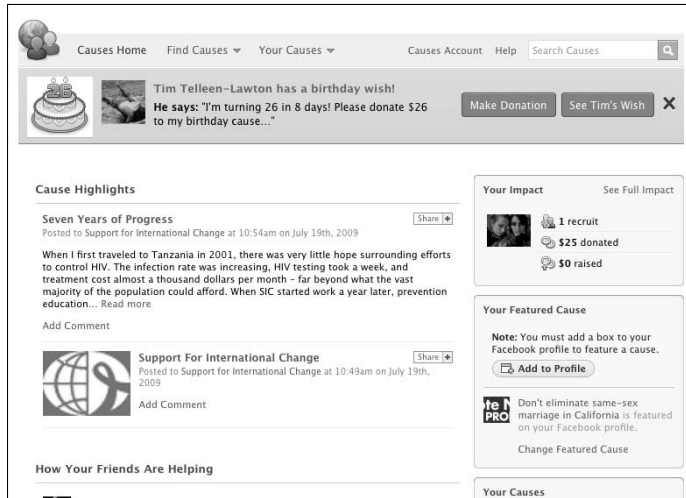 Causes Home Find Causes Your Causes Causes Account Help Search Causes
26
Tim Telleen-Lawton has a birthday wish!
He says: "I'm turning 26 in 8 days! Please donate $26
to my birthday cause..."
Make Donation See Tim's Wish
Cause Highlights
Seven Years of Progress
Share
Posted to Support for International Change at 10:54am on July 19th, 2009
When I first traveled to Tanzania in 2001, there was very little hope surrounding efforts
to control HIV. The infection rate was increasing, HIV testing took a week, and
treatment cost almost a thousand dollars per month – far beyond what the vast
majority of the population could afford. When SIC started work a year later, prevention
education... Read more
Add Comment
Support For International Change
Share
Posted to Support for International Change at 10:49am on July 19th,
2009
Add Comment
How Your Friends Are Helping
Your Impact See Full Impact
1 recruit
$25 donated
$0 raised
Your Featured Cause
Note: You must add a box to your
Facebook profile to feature a cause.
Add to Profile
te N
PRO
Don't eliminate same-sex
marriage in California is featured
on your Facebook profile.
Change Featured Cause
Your Causes